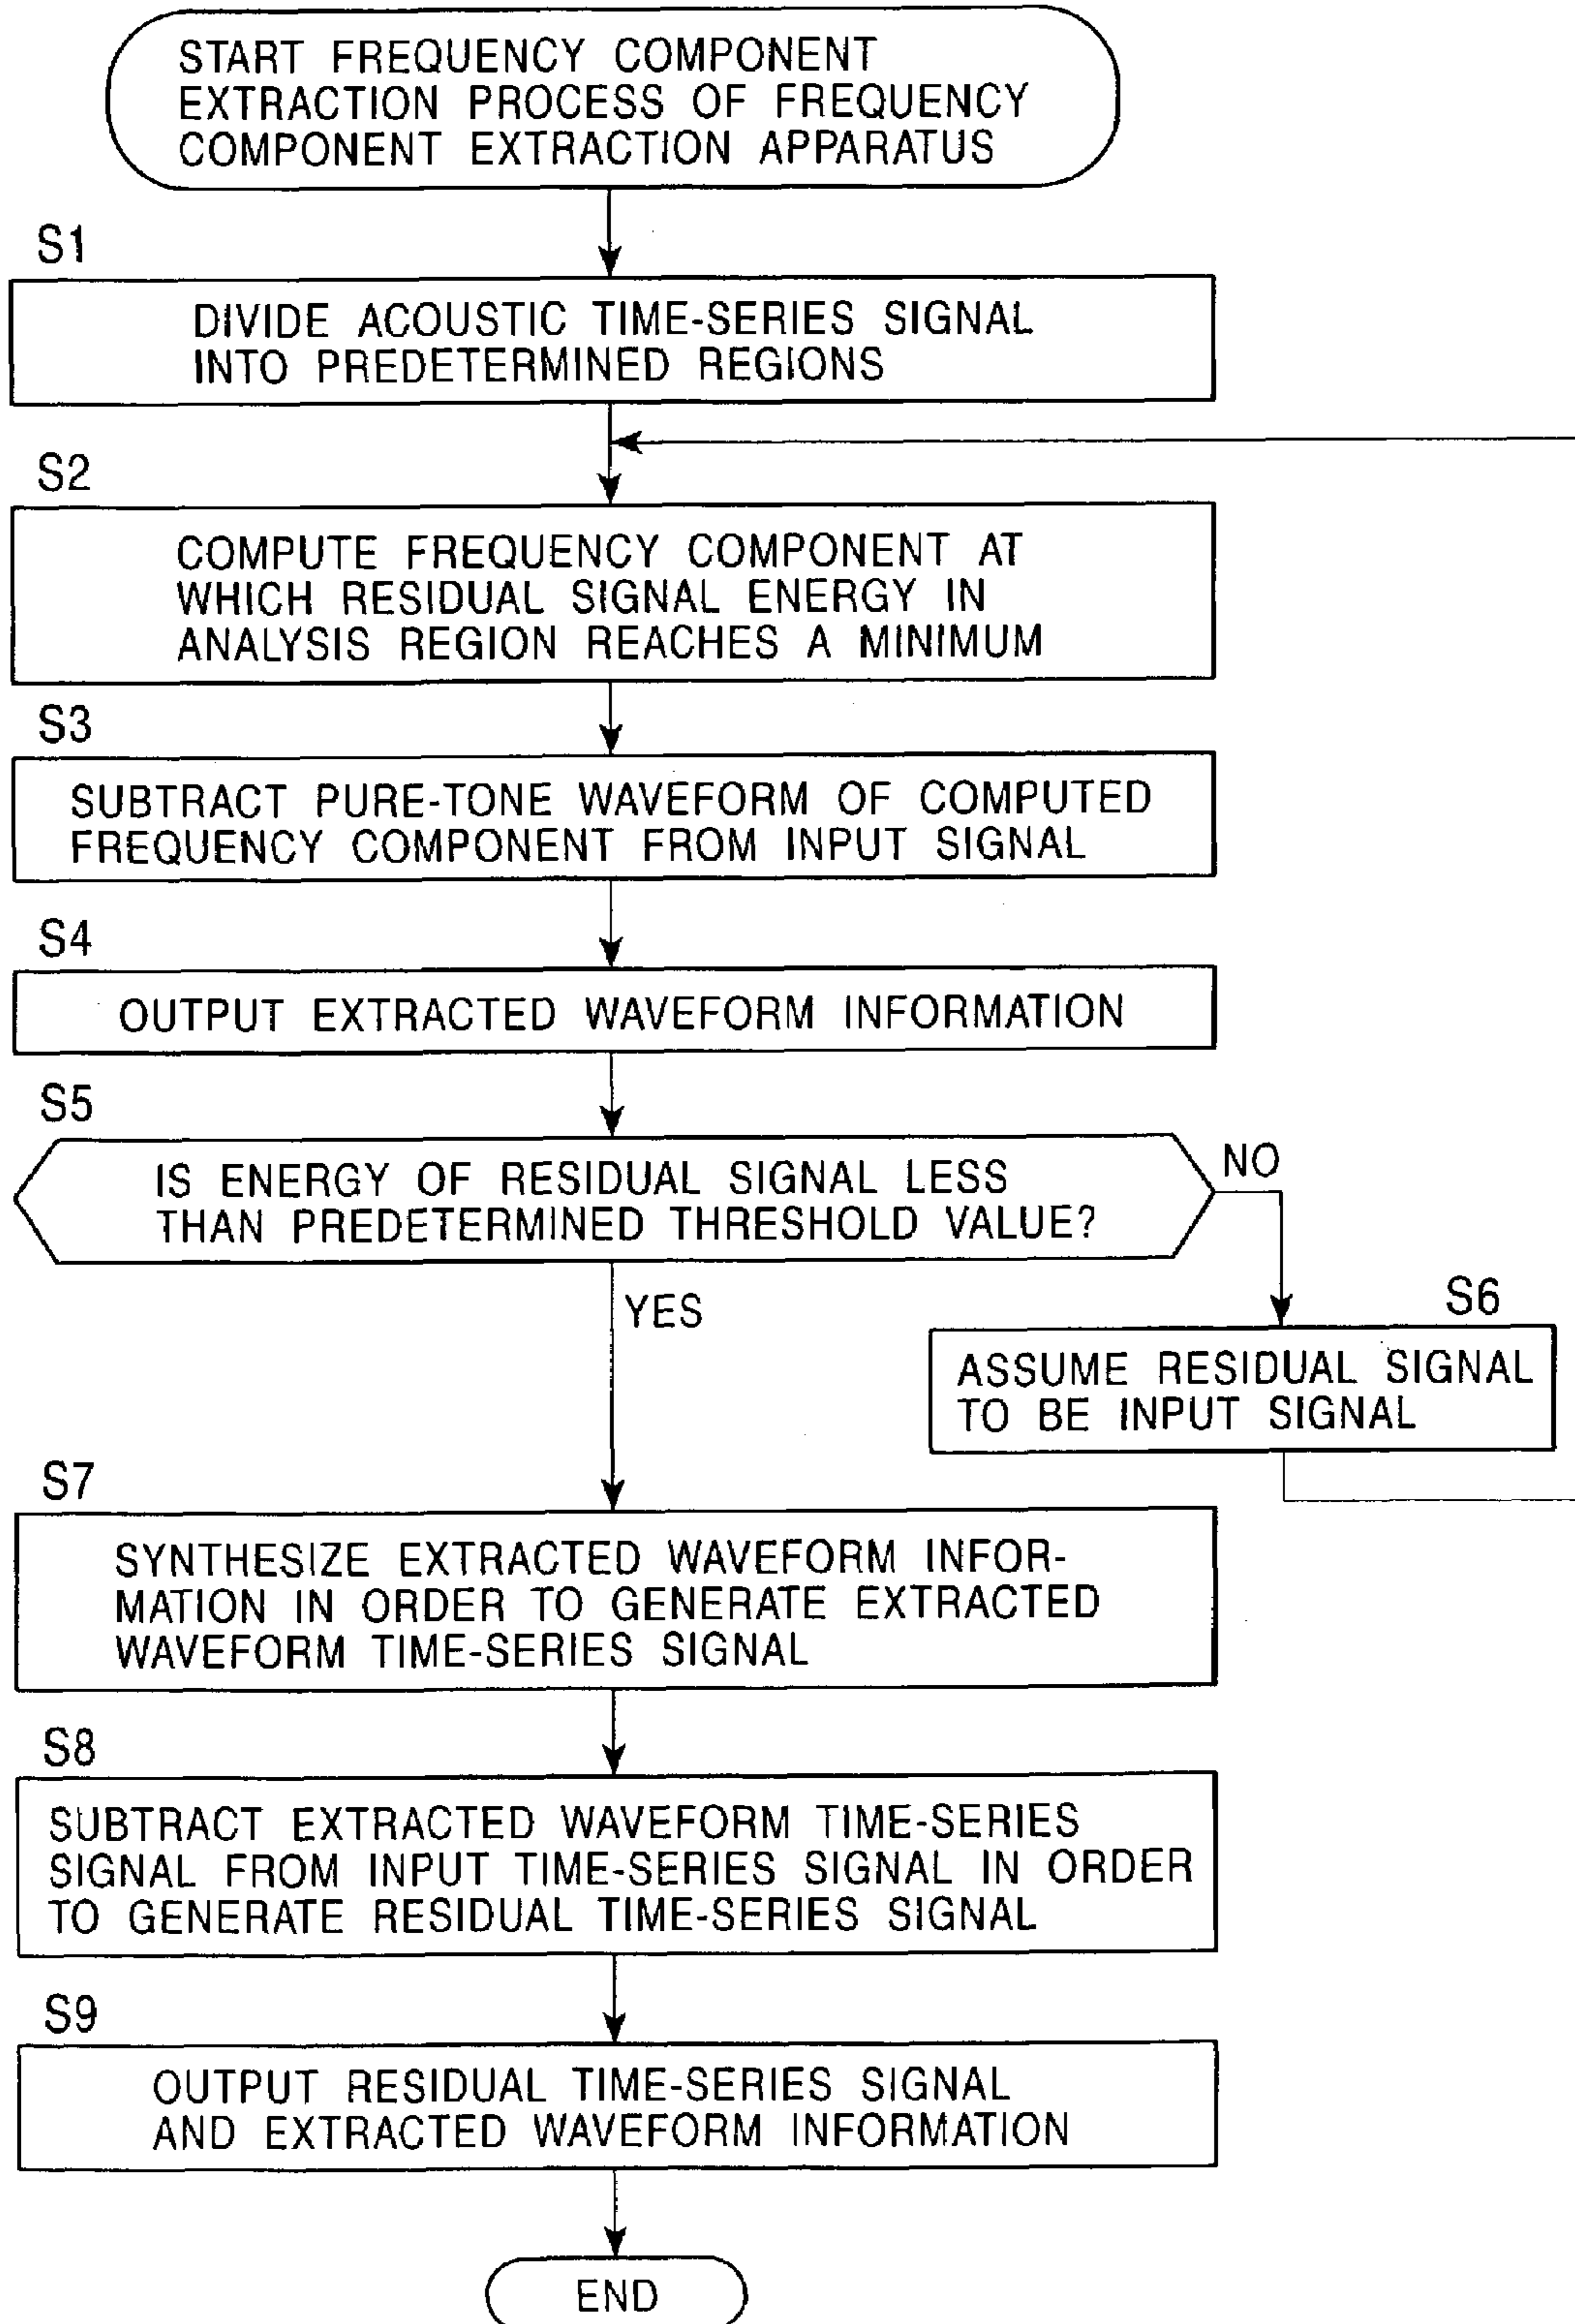 START FREQUENCY COMPONENT
EXTRACTION PROCESS OF FREQUENCY
COMPONENT EXTRACTION APPARATUS
S1
DIVIDE ACOUSTIC TIME-SERIES SIGNAL
INTO PREDETERMINED REGIONS
S2
COMPUTE FREQUENCY COMPONENT AT
WHICH RESIDUAL SIGNAL ENERGY IN
ANALYSIS REGION REACHES A MINIMUM
S3
SUBTRACT PURE-TONE WAVEFORM OF COMPUTED
FREQUENCY COMPONENT FROM INPUT SIGNAL
S4
OUTPUT EXTRACTED WAVEFORM INFORMATION
S5
IS ENERGY OF RESIDUAL SIGNAL LESS
THAN PREDETERMINED THRESHOLD VALUE?
NO
YES
S6
ASSUME RESIDUAL SIGNAL
TO BE INPUT SIGNAL
S7
SYNTHESIZE EXTRACTED WAVEFORM INFOR-
MATION IN ORDER TO GENERATE EXTRACTED
WAVEFORM TIME-SERIES SIGNAL
S8
SUBTRACT EXTRACTED WAVEFORM TIME-SERIES
SIGNAL FROM INPUT TIME-SERIES SIGNAL IN ORDER
TO GENERATE RESIDUAL TIME-SERIES SIGNAL
S9
OUTPUT RESIDUAL TIME-SERIES SIGNAL
AND EXTRACTED WAVEFORM INFORMATION
END